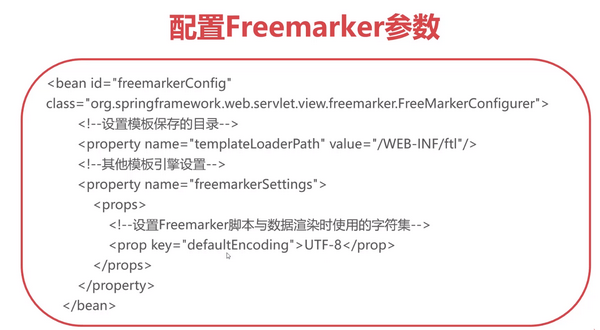 配置Freemarker参数
<bean id="freemarkerConfig"
class="org.springframework.web.servlet.view.freemarker.FreeMarkerConfigurer">
<!--设置模板保存的目录-->
<property name="templateLoaderPath" value="/WEB-INF/ftl"/>
<!--其他模板引擎设置-->
<property name="freemarkerSettings">
<props>
<!--设置Freemarker脚本与数据渲染时使用的字符集-->
<prop key="defaultEncoding">UTF-8</prop>
</props>
</property>
</bean>